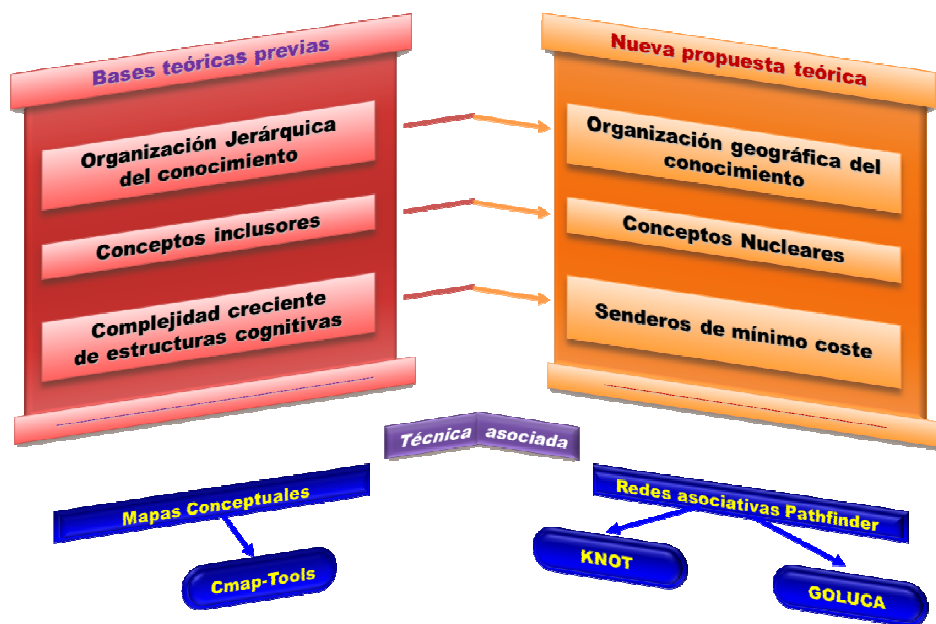 Bases teóricas previas
Organización Jerárquica
del conocimiento
Conceptos inclusores
Complejidad creciente
de estructuras cognitivas
Nueva propuesta teórica
Organización geográfica del
conocimiento
Conceptos Nucleares
Senderos de mínimo coste
Técnica asociada
Mapas Conceptuales
Cmap-Tools
Redes asociativas Pathfinder
KNOT
GOLUCA